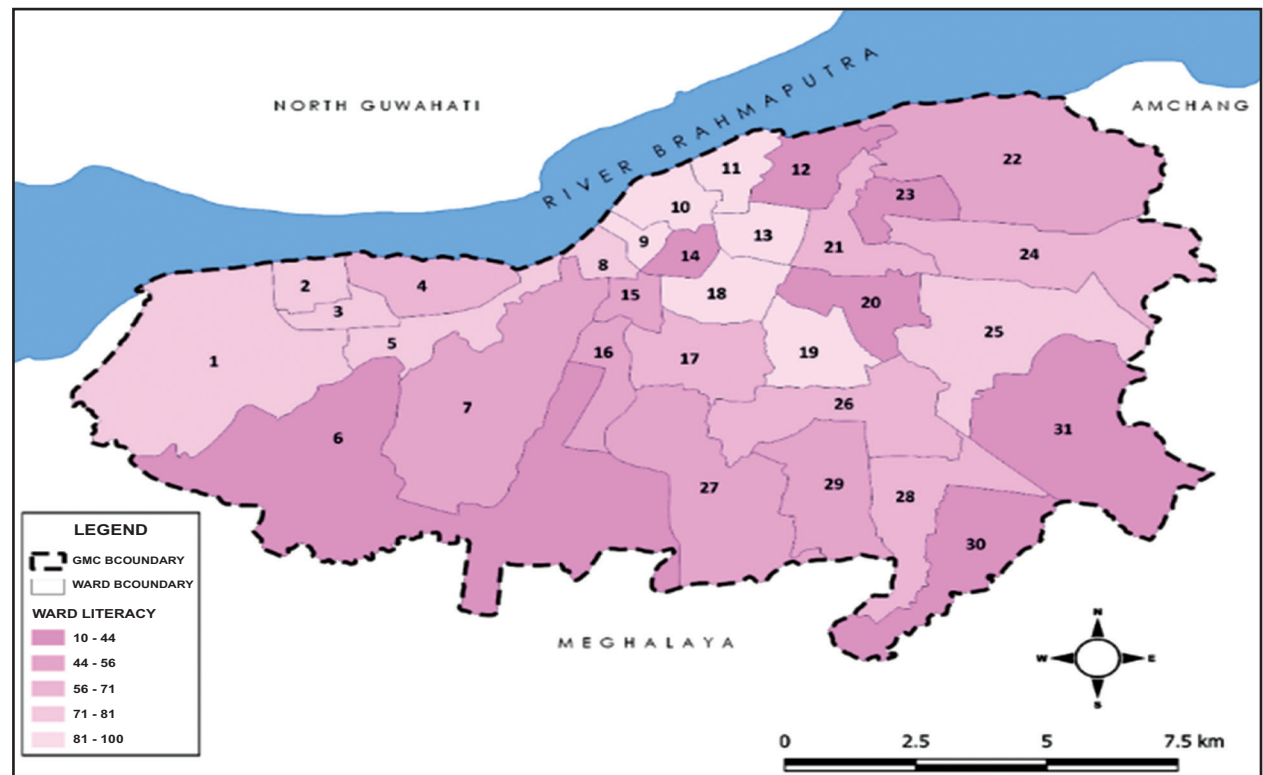 NORTH GUWAHATI
RIVER BRAHMAPUTRA
AMCHANG
11
12
22
23
10
9
13
14
21
24
8
2
4
15
18
20
3
5
25
1
16
17
19
7
26
6
31
27
29
28
30
LEGEND
GMC BCOUNDARY
WARD BCOUNDARY
WARD LITERACY
10 - 44
44 - 56
56 - 71
71 - 81
81 - 100
MEGHALAYA
N
W
E
S
0 2.5 5 7.5 km